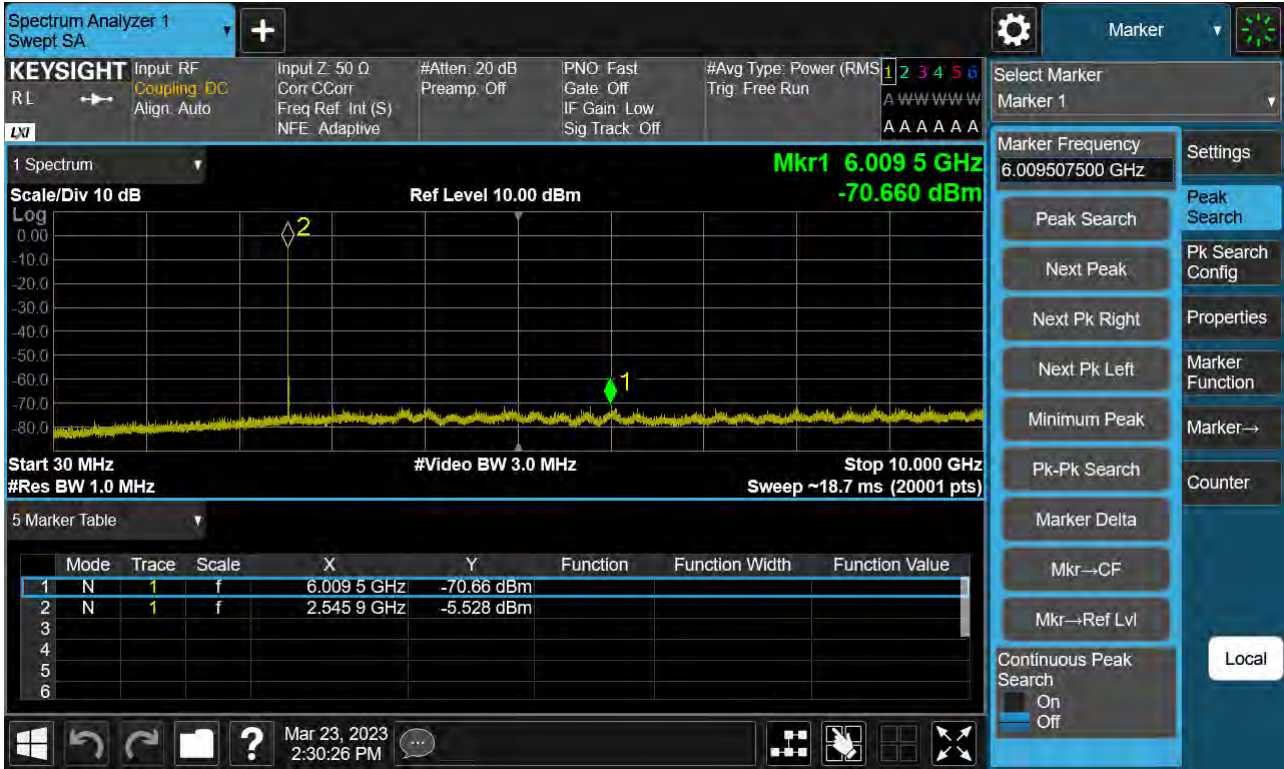 Spectrum Analyzer 1
Swept SA
+
Marker
KEYSIGHT
RL
LXI
Input: RF
Coupling: DC
Align: Auto
Input Z: 50 Ω
Corr CCorr
Freq Ref: Int (S)
NFE: Adaptive
#Atten: 20 dB
Preamp: Off
PNO: Fast
Gate: Off
IF Gain: Low
Sig Track: Off
#Avg Type: Power (RMS
Trig: Free Run
1 2 3 4 5 6
A W W W W W
A A A A A A
Select Marker
Marker 1
1 Spectrum
Scale/Div 10 dB
Ref Level 10.00 dBm
Mkr1 6.009 5 GHz
-70.660 dBm
Log
0.00
-10.0
-20.0
-30.0
-40.0
-50.0
-60.0
-70.0
-80.0
2
1
Start 30 MHz
#Video BW 3.0 MHz
Stop 10.000 GHz
#Res BW 1.0 MHz
Sweep ~18.7 ms (20001 pts)
5 Marker Table
Mode Trace Scale X Y Function Function Width Function Value
1 N 1 f 6.009 5 GHz -70.66 dBm
2 N 1 f 2.545 9 GHz -5.528 dBm
3
4
5
6
Marker Frequency
6.009507500 GHz
Peak Search
Next Peak
Next Pk Right
Next Pk Left
Minimum Peak
Pk-Pk Search
Marker Delta
Mkr→CF
Mkr→Ref Lvl
Continuous Peak
Search
On
Off
Settings
Peak
Search
Pk Search
Config
Properties
Marker
Function
Marker→
Counter
Local
?
Mar 23, 2023
2:30:26 PM